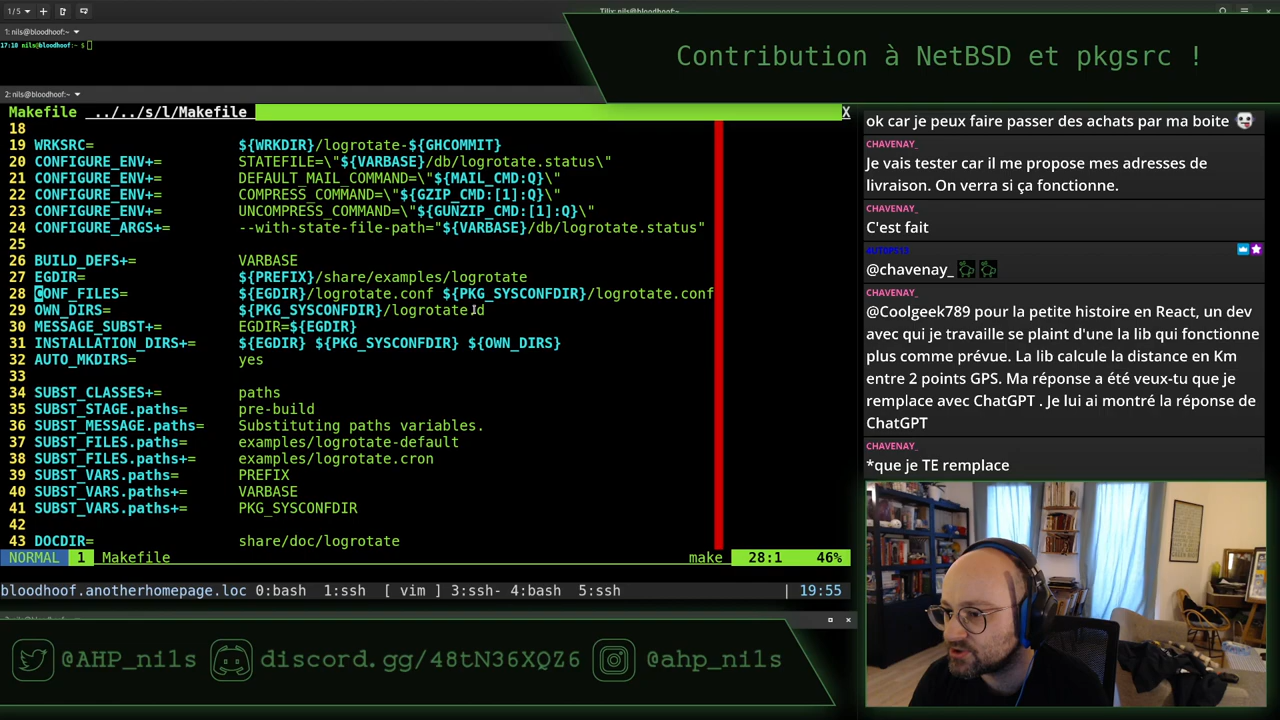 1/5
Tilix: nils@bloodhoof:~
1: nils@bloodhoof:~
17:18 nils@bloodhoof:~ $
Contribution à NetBSD et pkgsrc !
2: nils@bloodhoof:~
Makefile ../../s/l/Makefile X
18
19 WRKSRC= ${WRKDIR}/logrotate-${GHCOMMIT}
20 CONFIGURE_ENV+= STATEFILE=\"${VARBASE}/db/logrotate.status\"
21 CONFIGURE_ENV+= DEFAULT_MAIL_COMMAND=\"${MAIL_CMD:Q}\"
22 CONFIGURE_ENV+= COMPRESS_COMMAND=\"${GZIP_CMD:[1]:Q}\"
23 CONFIGURE_ENV+= UNCOMPRESS_COMMAND=\"${GUNZIP_CMD:[1]:Q}\"
24 CONFIGURE_ARGS+= --with-state-file-path="${VARBASE}/db/logrotate.status"
25
26 BUILD_DEFS+= VARBASE
27 EGDIR= ${PREFIX}/share/examples/logrotate
28 CONF_FILES= ${EGDIR}/logrotate.conf ${PKG_SYSCONFDIR}/logrotate.conf
29 OWN_DIRS= ${PKG_SYSCONFDIR}/logrotate.d
30 MESSAGE_SUBST+= EGDIR=${EGDIR}
31 INSTALLATION_DIRS+= ${EGDIR} ${PKG_SYSCONFDIR} ${OWN_DIRS}
32 AUTO_MKDIRS= yes
33
34 SUBST_CLASSES+= paths
35 SUBST_STAGE.paths= pre-build
36 SUBST_MESSAGE.paths= Substituting paths variables.
37 SUBST_FILES.paths= examples/logrotate-default
38 SUBST_FILES.paths+= examples/logrotate.cron
39 SUBST_VARS.paths= PREFIX
40 SUBST_VARS.paths+= VARBASE
41 SUBST_VARS.paths+= PKG_SYSCONFDIR
42
43 DOCDIR= share/doc/logrotate
NORMAL 1 Makefile make 28:1 46%
bloodhoof.anotherhomepage.loc 0:bash 1:ssh [ vim ] 3:ssh- 4:bash 5:ssh | 19:55
@AHP_nils discord.gg/48tN36XQZ6 @ahp_nils
ok car je peux faire passer des achats par ma boite
CHAVENAY_
Je vais tester car il me propose mes adresses de
livraison. On verra si ça fonctionne.
CHAVENAY_
C'est fait
@chavenay_
CHAVENAY_
@Coolgeek789 pour la petite histoire en React, un dev
avec qui je travaille se plaint d'une la lib qui fonctionne
plus comme prévue. La lib calcule la distance en Km
entre 2 points GPS. Ma réponse a été veux-tu que je
remplace avec ChatGPT . Je lui ai montré la réponse de
ChatGPT
CHAVENAY_
*que je TE remplace